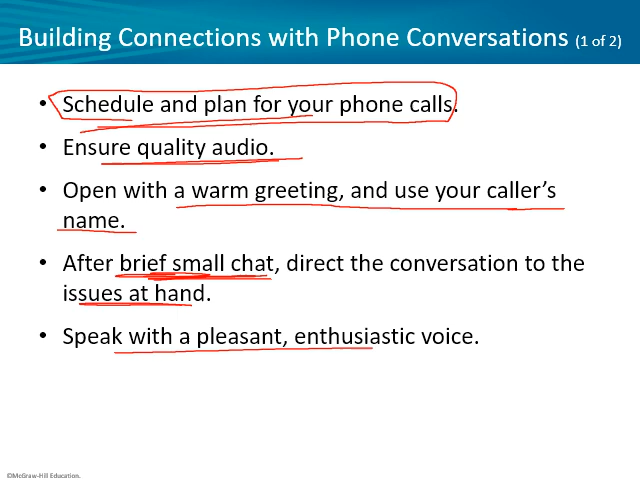 Building Connections with Phone Conversations (1 of 2)
• Schedule and plan for your phone calls.
• Ensure quality audio.
• Open with a warm greeting, and use your caller’s
name.
• After brief small chat, direct the conversation to the
issues at hand.
• Speak with a pleasant, enthusiastic voice.
©McGraw-Hill Education.